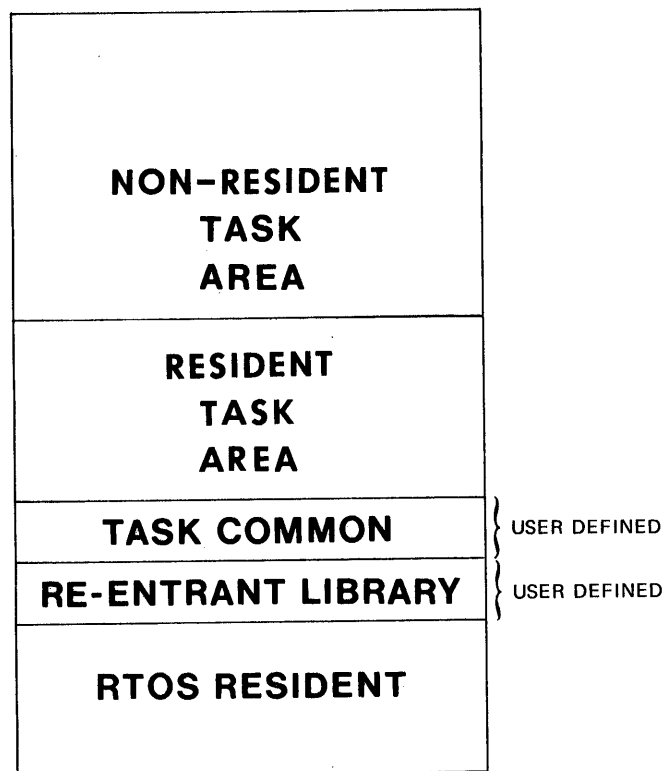 NON-RESIDENT
TASK
AREA
RESIDENT
TASK
AREA
TASK COMMON
USER DEFINED
RE-ENTRANT LIBRARY
USER DEFINED
RTOS RESIDENT